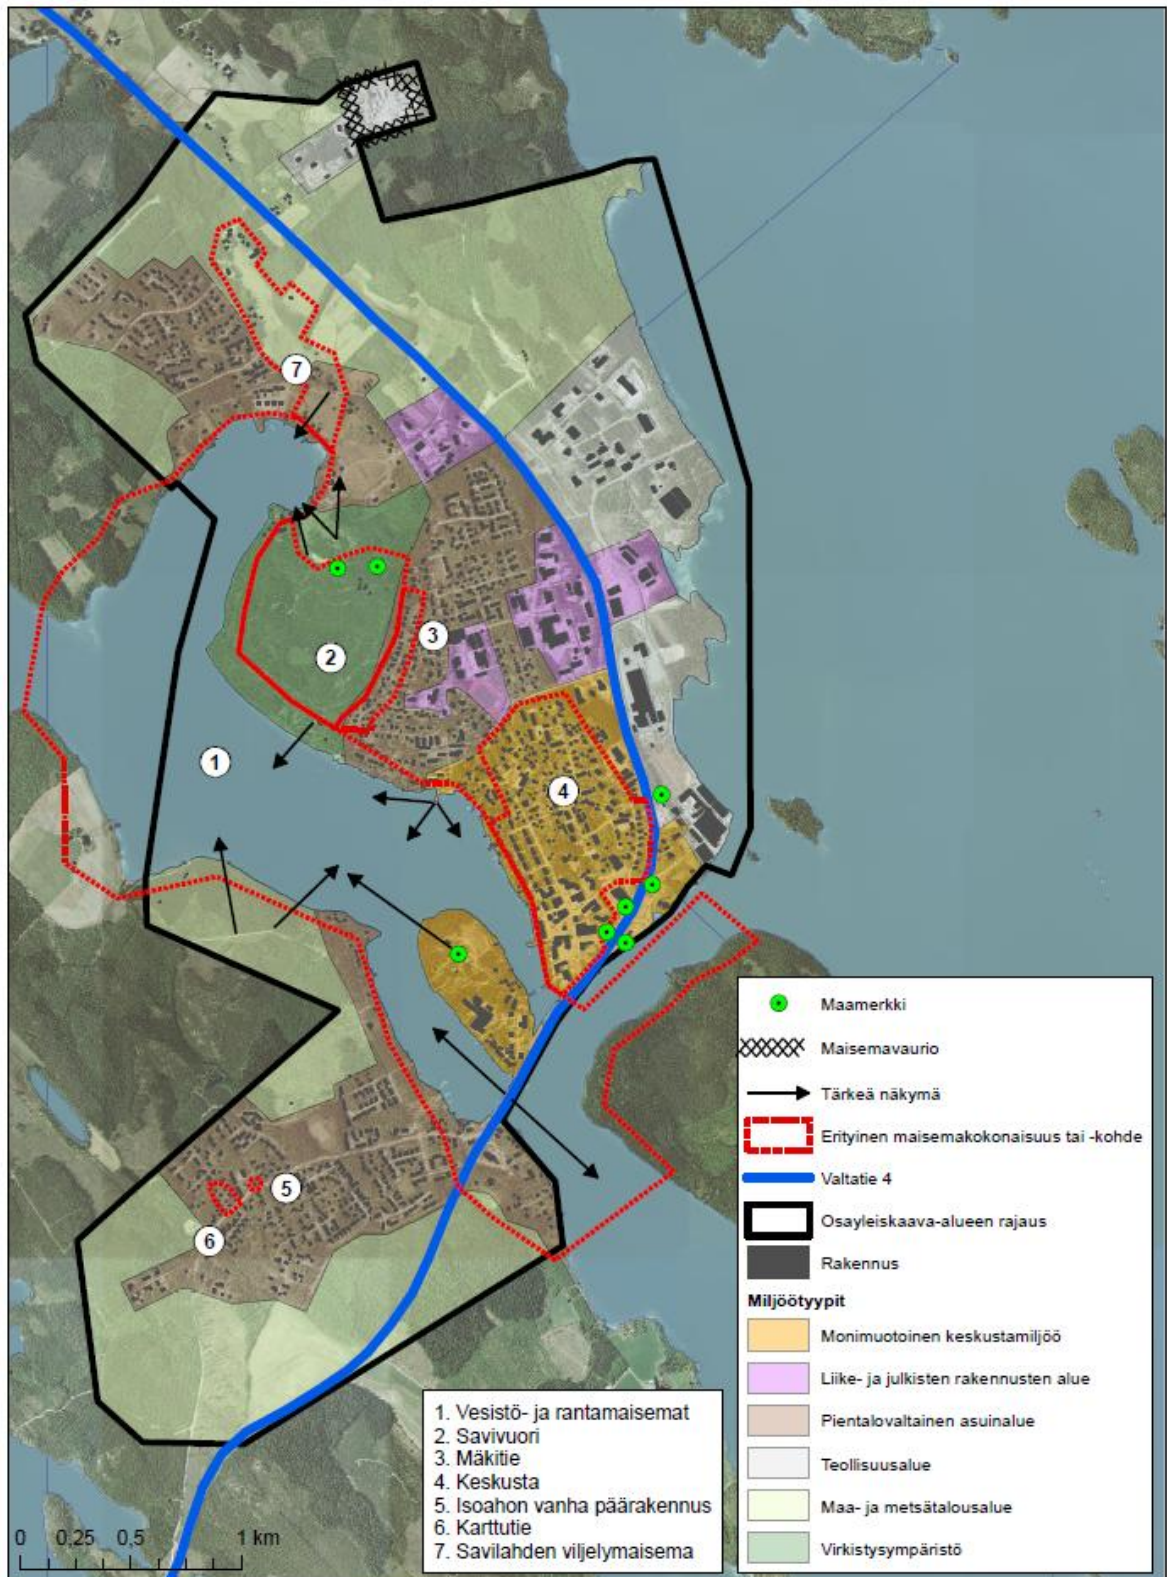 7
3
2
1
4
5
6
Maamerkki
Maisemavaurio
Tärkeä näkymä
Erityinen maisemakokonaisuus tai -kohde
Valtatie 4
Osayleiskaava-alueen rajaus
Rakennus
Miljöötyypit
Monimuotoinen keskustamiljöö
Liike- ja julkisten rakennusten alue
Pientalovaltainen asuinalue
Teollisuusalue
Maa- ja metsätalousalue
Virkistysympäristö
1. Vesistö- ja rantamaisemat
2. Savivuori
3. Mäkitie
4. Keskusta
5. Isoahon vanha päärakennus
6. Karttutie
7. Savilahden viljelymaisema
0 0,25 0,5 1 km